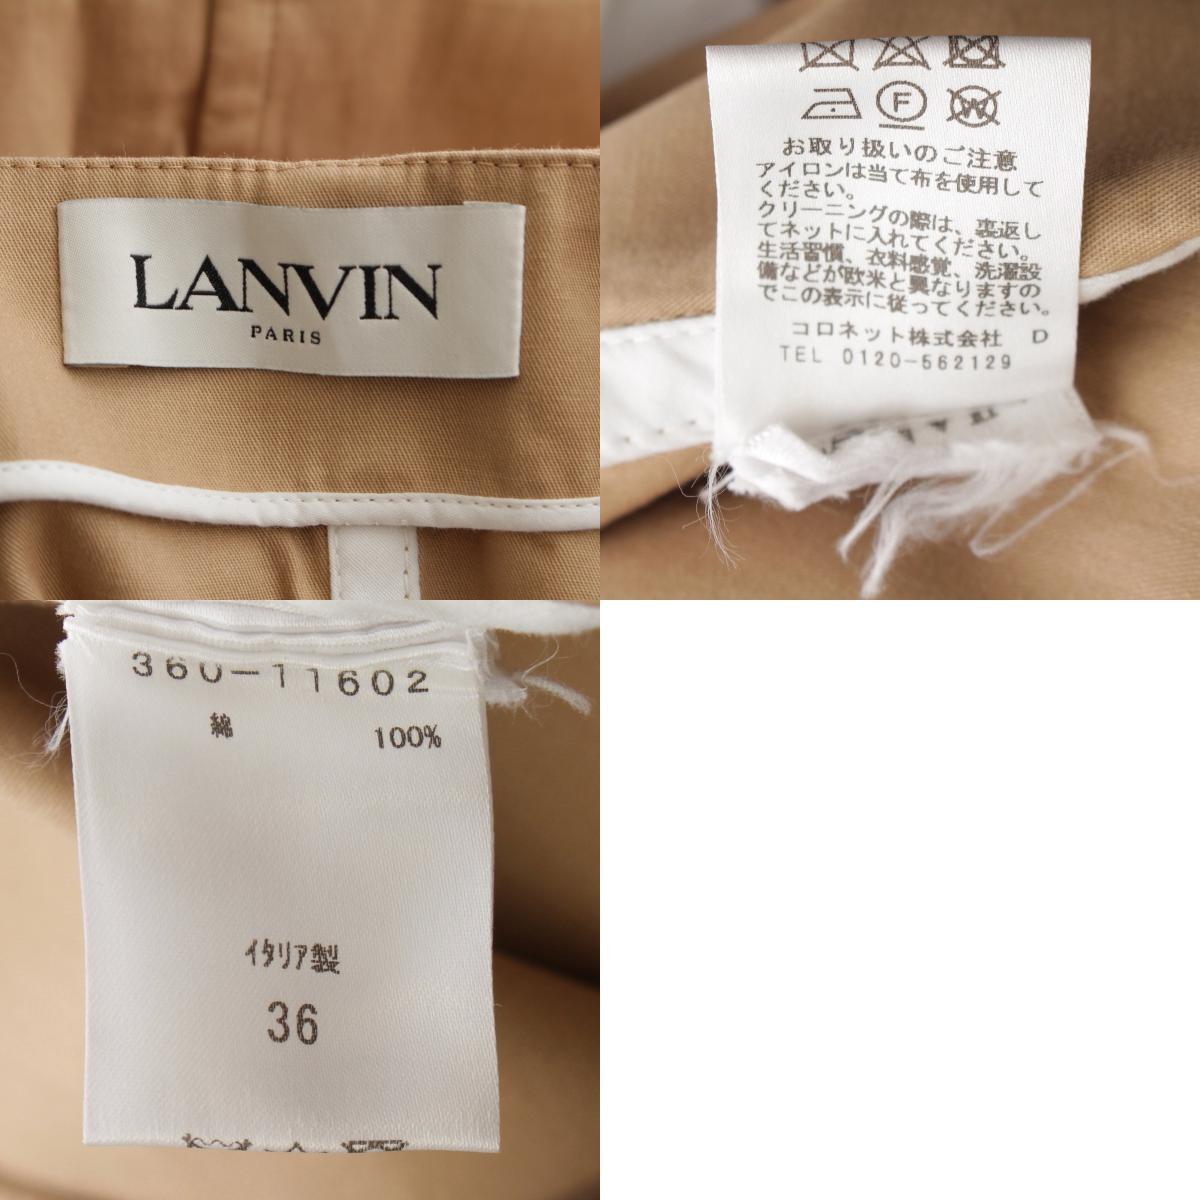 LANVIN
PARIS
F
W
お取り扱いのご注意
アイロンは当て布を使用して
ください。
クリーニングの際は、裏返し
てネットに入れてください。
生活習慣、衣料感覚、洗濯設
備などが欧米と異なりますの
でこの表示に従ってください。
コロネット株式会社 D
TEL 0120-562129
360-11602
綿 100%
イタリア製
36